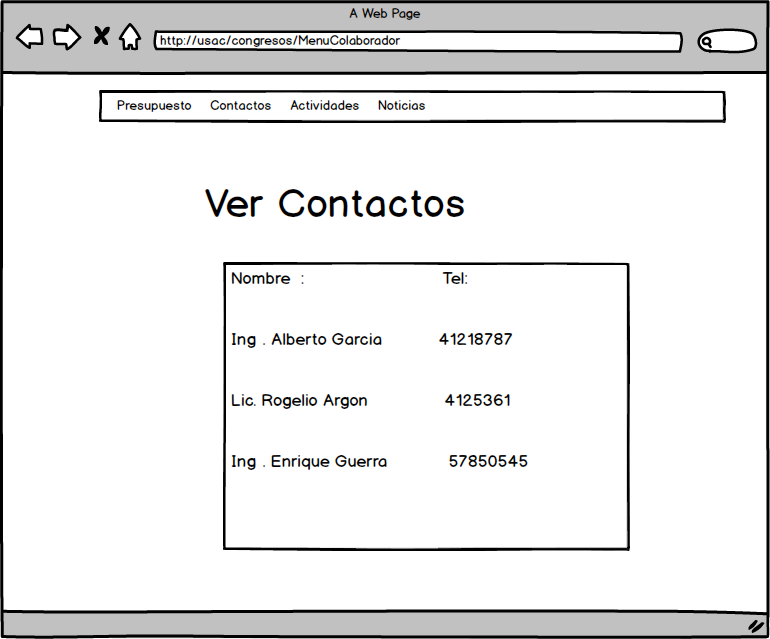 A Web Page
http://usac/congresos/MenuColaborador
Presupuesto Contactos Actividades Noticias
Ver Contactos
Nombre : Tel:
Ing . Alberto Garcia 41218787
Lic. Rogelio Argon 4125361
Ing . Enrique Guerra 57850545